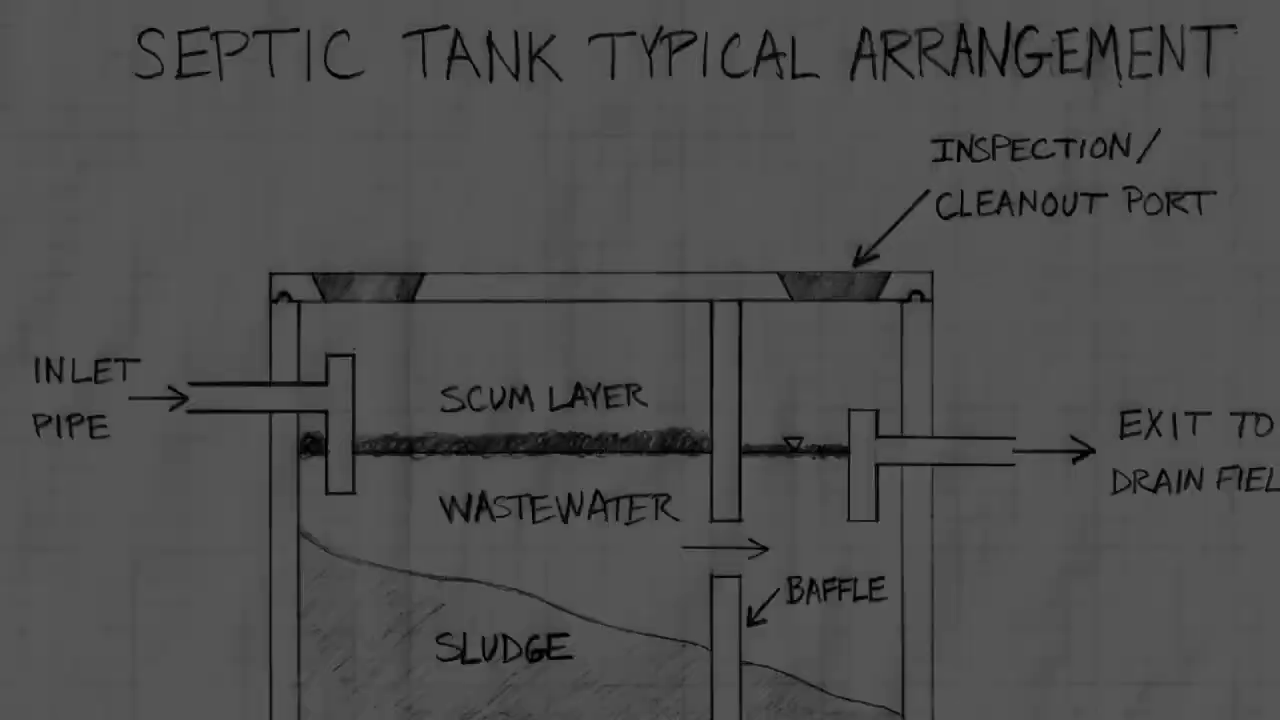 SEPTIC TANK TYPICAL ARRANGEMENT
INSPECTION/
CLEANOUT PORT
INLET
PIPE
SCUM LAYER
EXIT TO
DRAIN FIEL
WASTEWATER
BAFFLE
SLUDGE